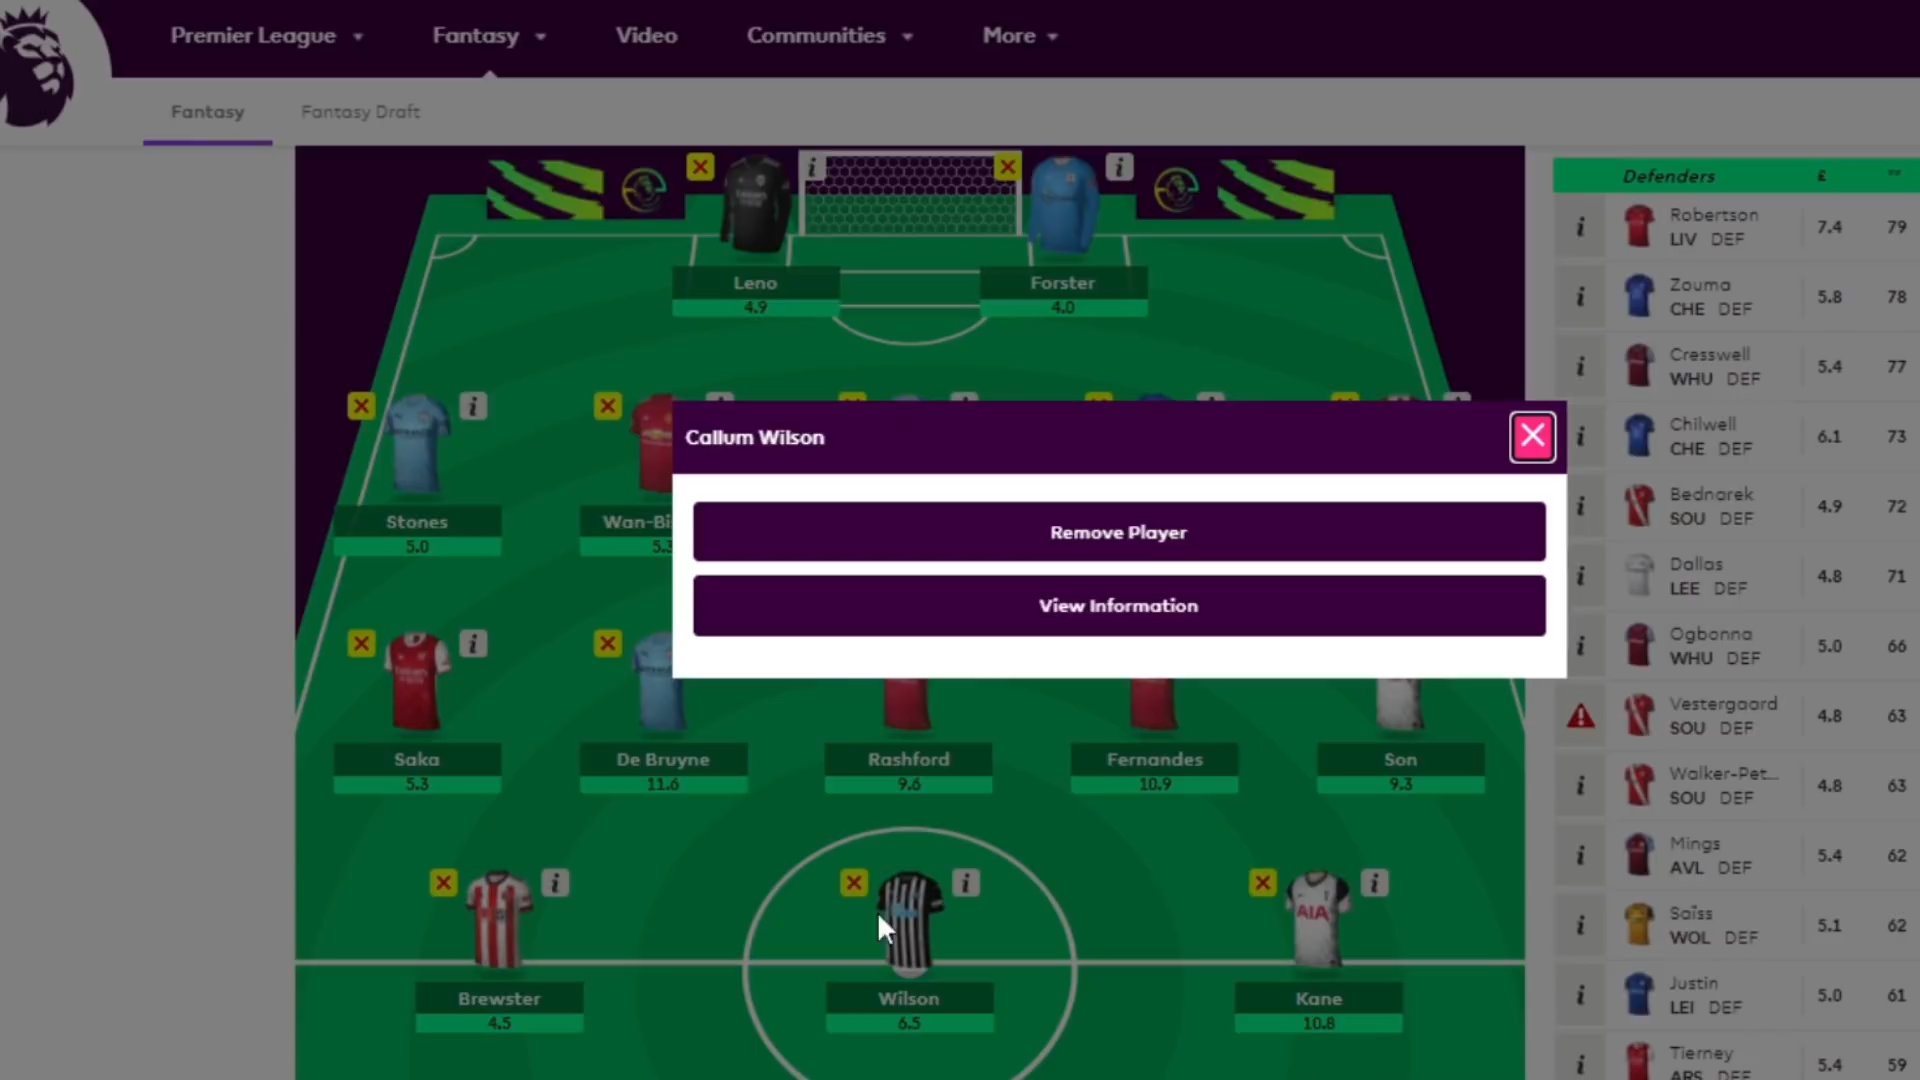 Premier League
Fantasy
Video
Communities
More
Fantasy
Fantasy Draft
Leno
4.9
Forster
4.0
Stones
5.0
Wan-Bi
5.3
Callum Wilson
Remove Player
View Information
Saka
5.3
De Bruyne
11.6
Rashford
9.6
Fernandes
10.9
Son
9.3
Brewster
4.5
Wilson
6.5
AIA
Kane
10.8
Defenders £ **
Robertson
LIV DEF 7.4 79
Zouma
CHE DEF 5.8 78
Cresswell
WHU DEF 5.4 77
Chilwell
CHE DEF 6.1 73
Bednarek
SOU DEF 4.9 72
Dallas
LEE DEF 4.8 71
Ogbonna
WHU DEF 5.0 66
Vestergaard
SOU DEF 4.8 63
Walker-Pet...
SOU DEF 4.8 63
Mings
AVL DEF 5.4 62
Saïss
WOL DEF 5.1 62
Justin
LEI DEF 5.0 61
Tierney
ARS DEF 5.4 59